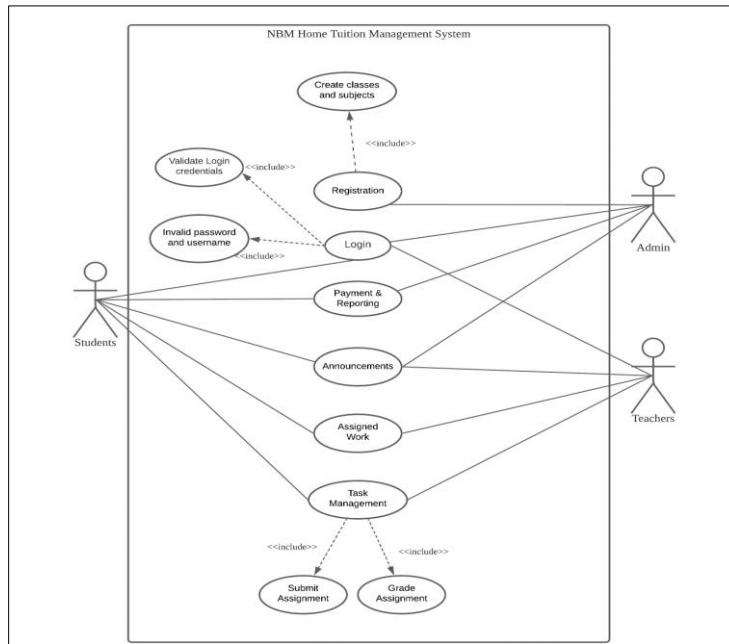 NBM Home Tuition Management System
Create classes
and subjects
<<include>>
Validate Login
credentials
<<include>>
Registration
Invalid password
and username
<<include>>
Login
Admin
Payment &
Reporting
Students
Announcements
Teachers
Assigned
Work
Task
Management
<<include>>
<<include>>
Submit
Assignment
Grade
Assignment